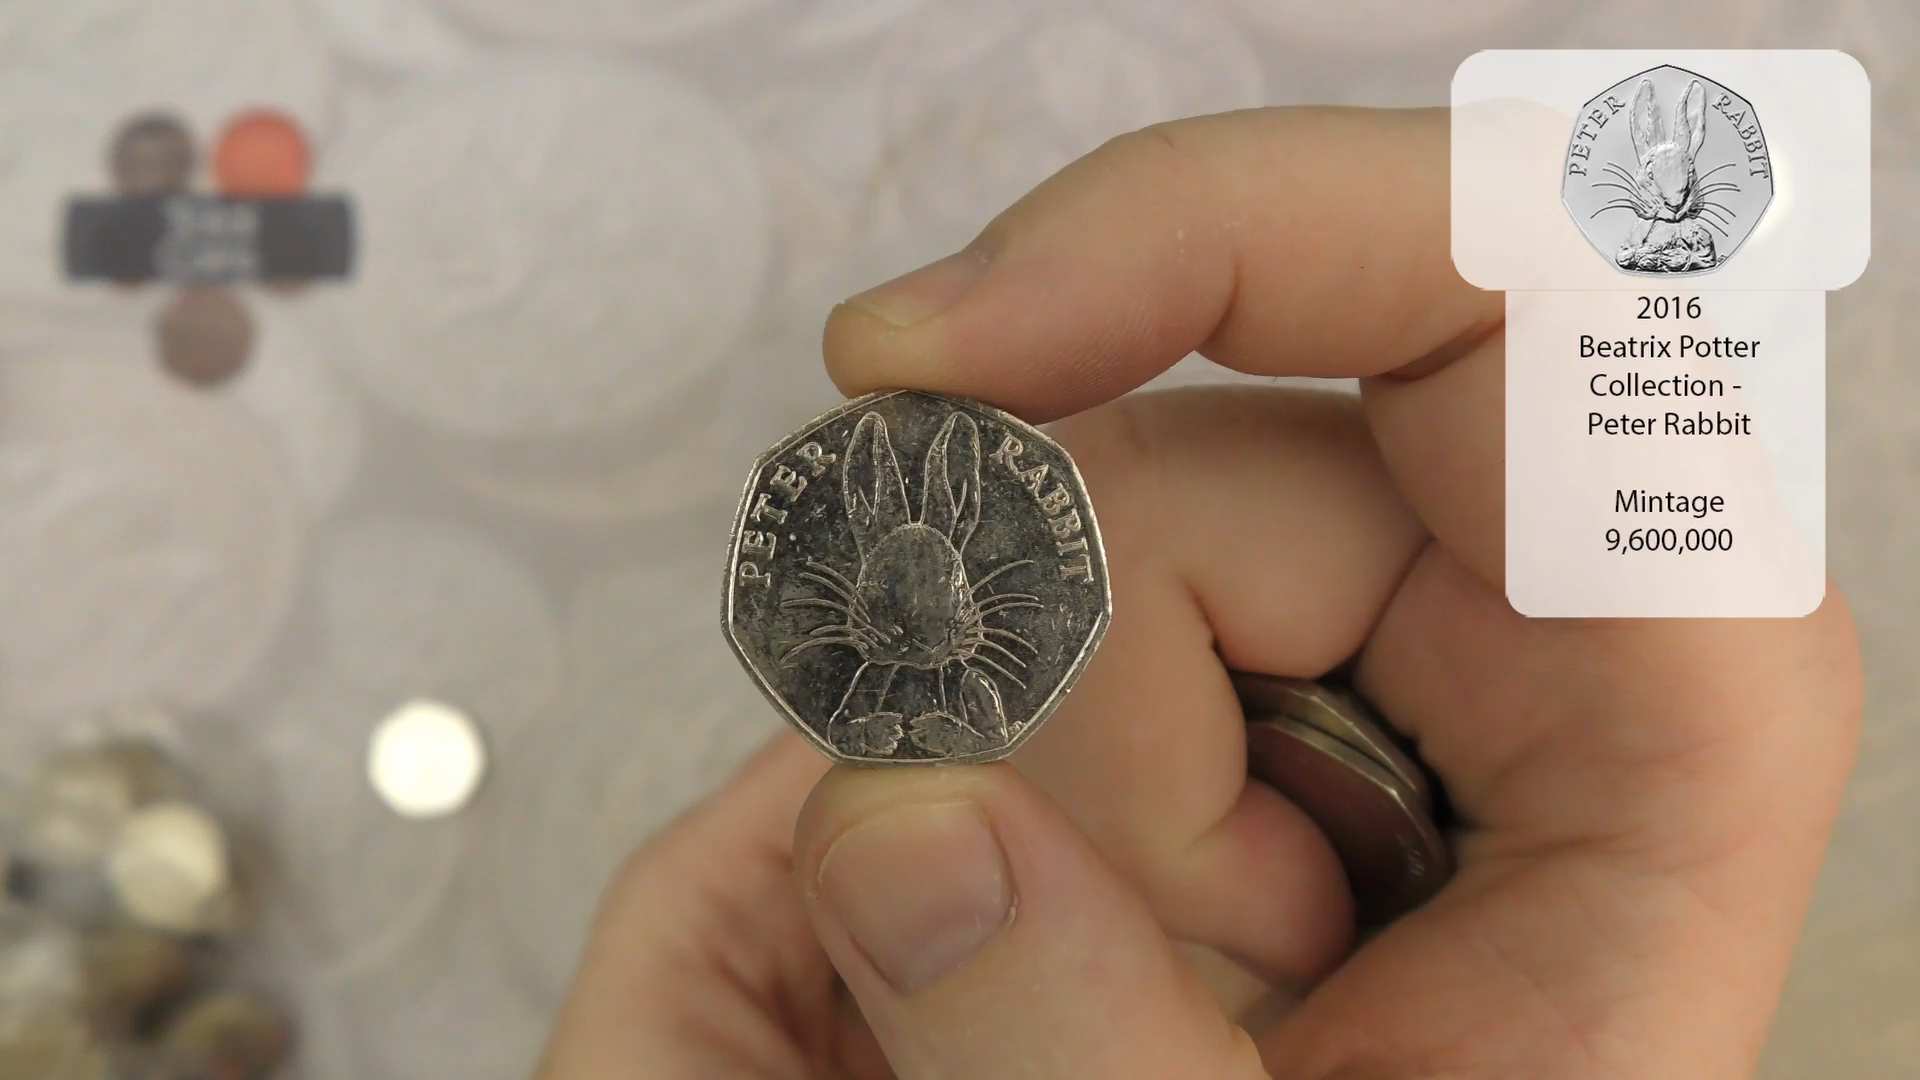 PETER RABBIT
PETER RABBIT
2016
Beatrix Potter
Collection -
Peter Rabbit
Mintage
9,600,000